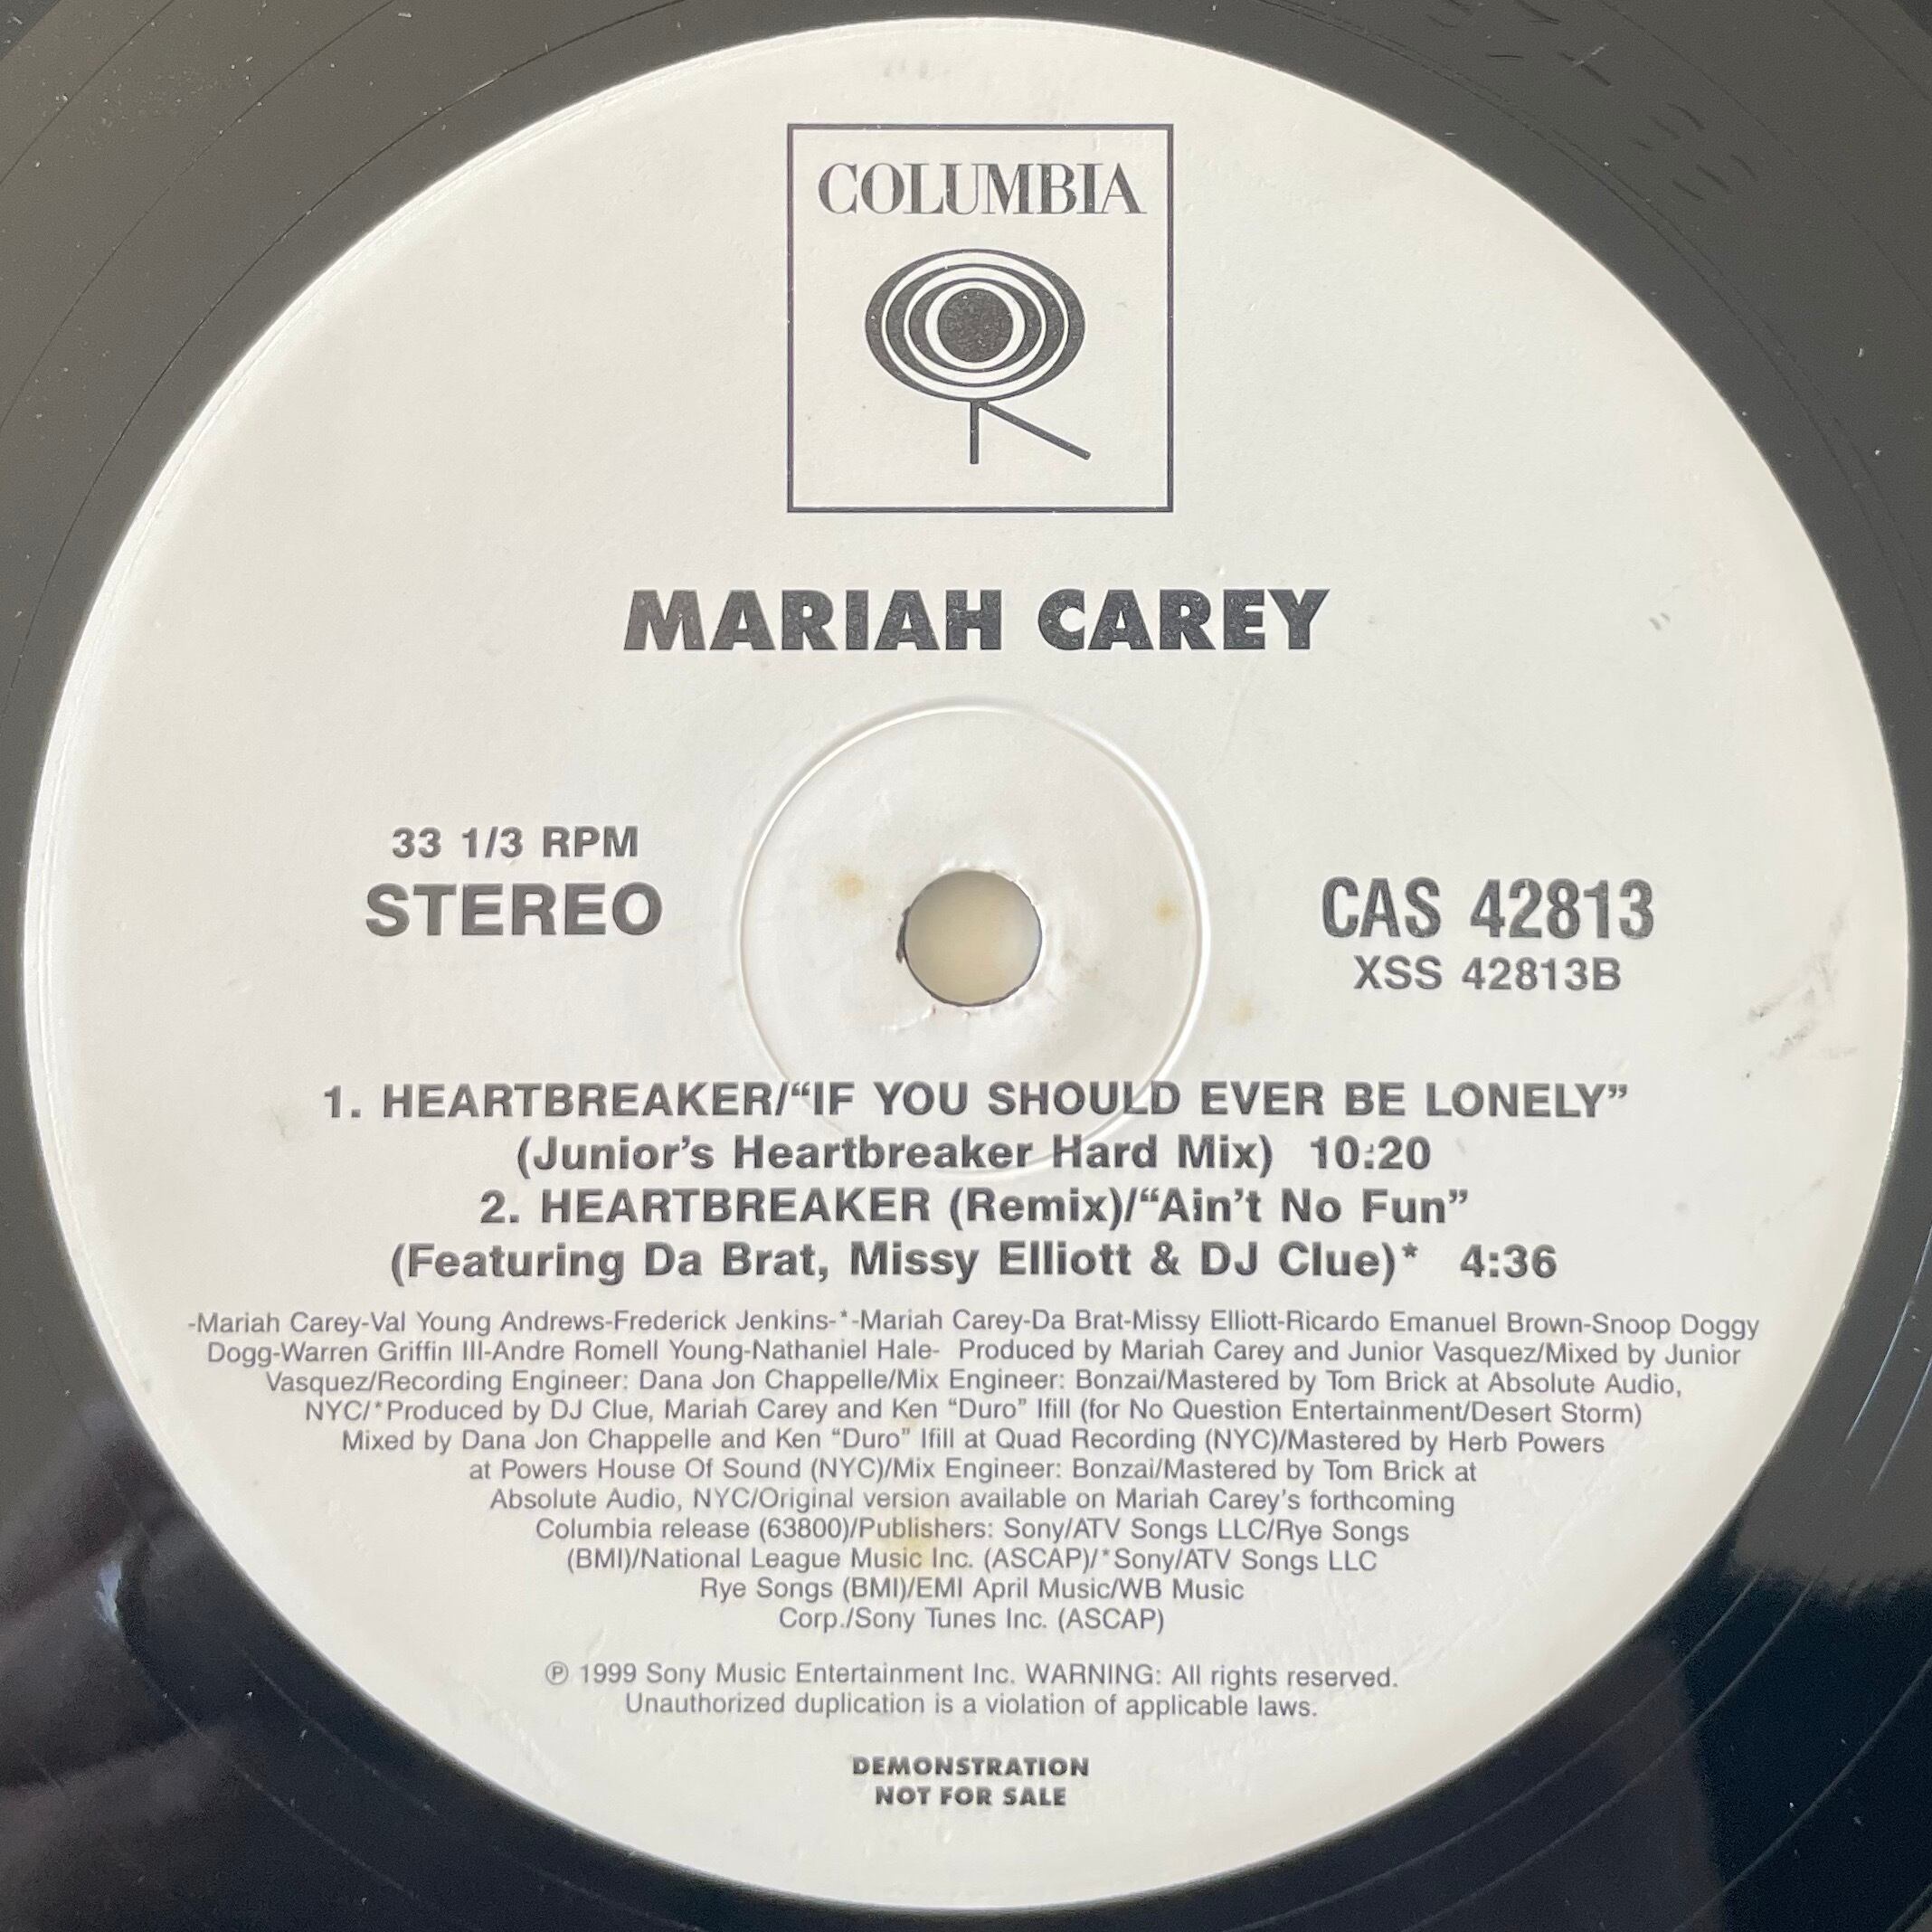 COLUMBIA
MARIAH CAREY
33 1/3 RPM
STEREO
CAS 42813
XSS 42813B
1. HEARTBREAKER/“IF YOU SHOULD EVER BE LONELY”
(Junior’s Heartbreaker Hard Mix) 10:20
2. HEARTBREAKER (Remix)/“Ain’t No Fun”
(Featuring Da Brat, Missy Elliott & DJ Clue)* 4:36
-Mariah Carey-Val Young Andrews-Frederick Jenkins-*-Mariah Carey-Da Brat-Missy Elliott-Ricardo Emanuel Brown-Snoop Doggy
Dogg-Warren Griffin III-Andre Romell Young-Nathaniel Hale- Produced by Mariah Carey and Junior Vasquez/Mixed by Junior
Vasquez/Recording Engineer: Dana Jon Chappelle/Mix Engineer: Bonzai/Mastered by Tom Brick at Absolute Audio,
NYC/*Produced by DJ Clue, Mariah Carey and Ken “Duro” Ifill (for No Question Entertainment/Desert Storm)
Mixed by Dana Jon Chappelle and Ken “Duro” Ifill at Quad Recording (NYC)/Mastered by Herb Powers
at Powers House Of Sound (NYC)/Mix Engineer: Bonzai/Mastered by Tom Brick at
Absolute Audio, NYC/Original version available on Mariah Carey’s forthcoming
Columbia release (63800)/Publishers: Sony/ATV Songs LLC/Rye Songs
(BMI)/National League Music Inc. (ASCAP)/*Sony/ATV Songs LLC
Rye Songs (BMI)/EMI April Music/WB Music
Corp./Sony Tunes Inc. (ASCAP)
℗ 1999 Sony Music Entertainment Inc. WARNING: All rights reserved.
Unauthorized duplication is a violation of applicable laws.
DEMONSTRATION
NOT FOR SALE